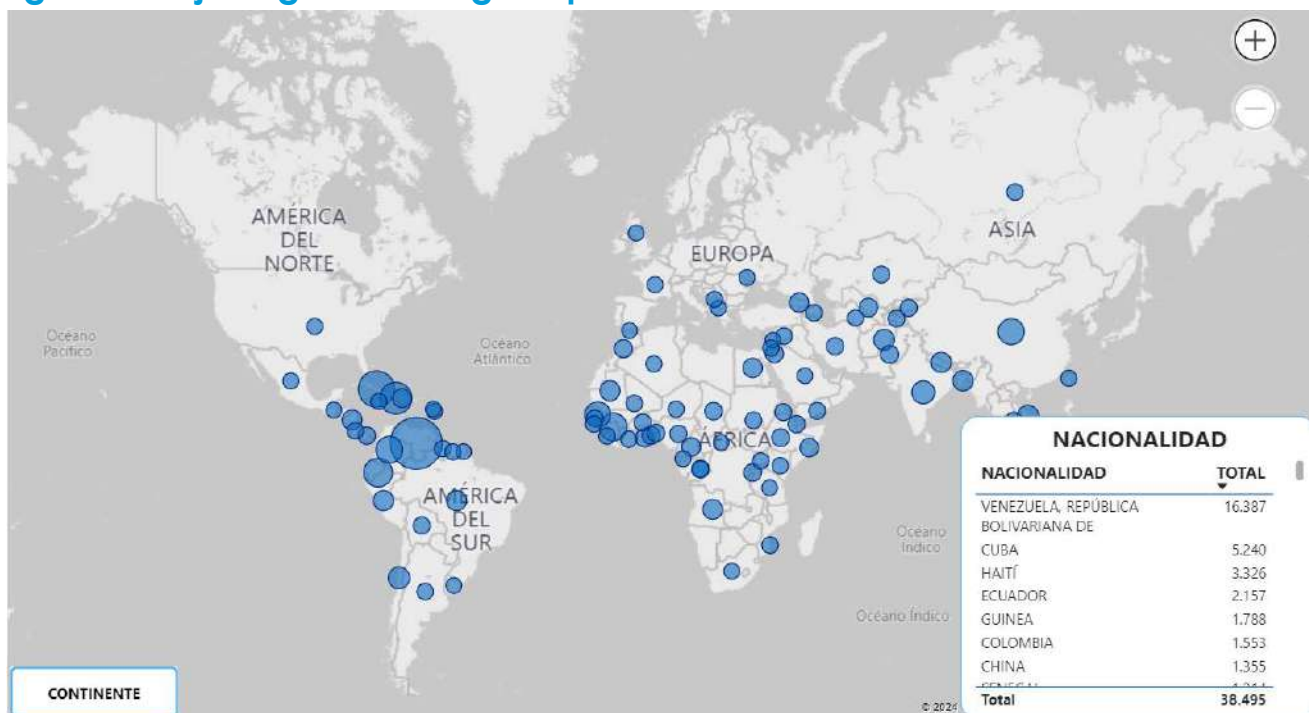 AMÉRICA
DEL
NORTE
EUROPA
ASIA
Océano
Pacífico
Océano
Atlántico
ÁFRICA
AMÉRICA
DEL
SUR
Océano
Índico
Océano Índico
NACIONALIDAD
NACIONALIDAD TOTAL
VENEZUELA, REPÚBLICA 16.387
BOLIVARIANA DE
CUBA 5.240
HAITÍ 3.326
ECUADOR 2.157
GUINEA 1.788
COLOMBIA 1.553
CHINA 1.355
Total 38.495
CONTINENTE
© 2024